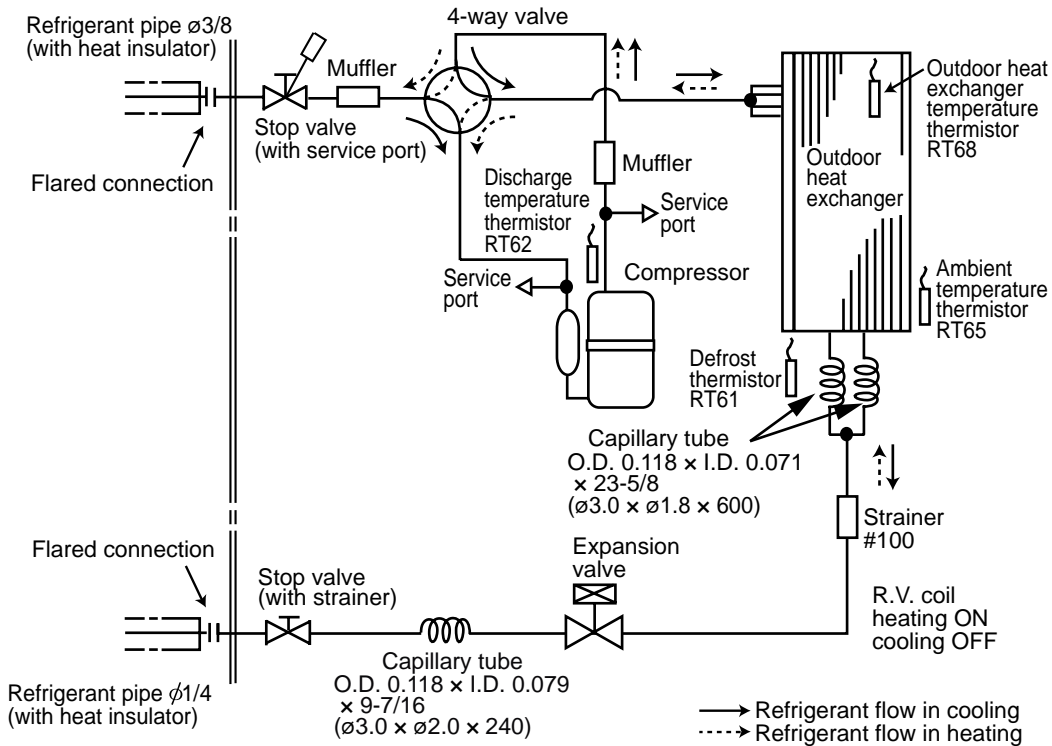 4-way valve
Refrigerant pipe ø3/8
(with heat insulator)
Muffler
Stop valve
(with service port)
Flared connection
Outdoor heat
exchanger
temperature
thermistor
RT68
Outdoor
heat
exchanger
Muffler
Discharge
temperature
thermistor
RT62
Service
port
Service
port
Compressor
Ambient
temperature
thermistor
RT65
Defrost
thermistor
RT61
Capillary tube
O.D. 0.118 × I.D. 0.071
× 23-5/8
(ø3.0 × ø1.8 × 600)
Strainer
#100
Flared connection
Stop valve
(with strainer)
Expansion
valve
R.V. coil
heating ON
cooling OFF
Refrigerant pipe ϕ1/4
(with heat insulator)
Capillary tube
O.D. 0.118 × I.D. 0.079
× 9-7/16
(ø3.0 × ø2.0 × 240)
Refrigerant flow in cooling
Refrigerant flow in heating